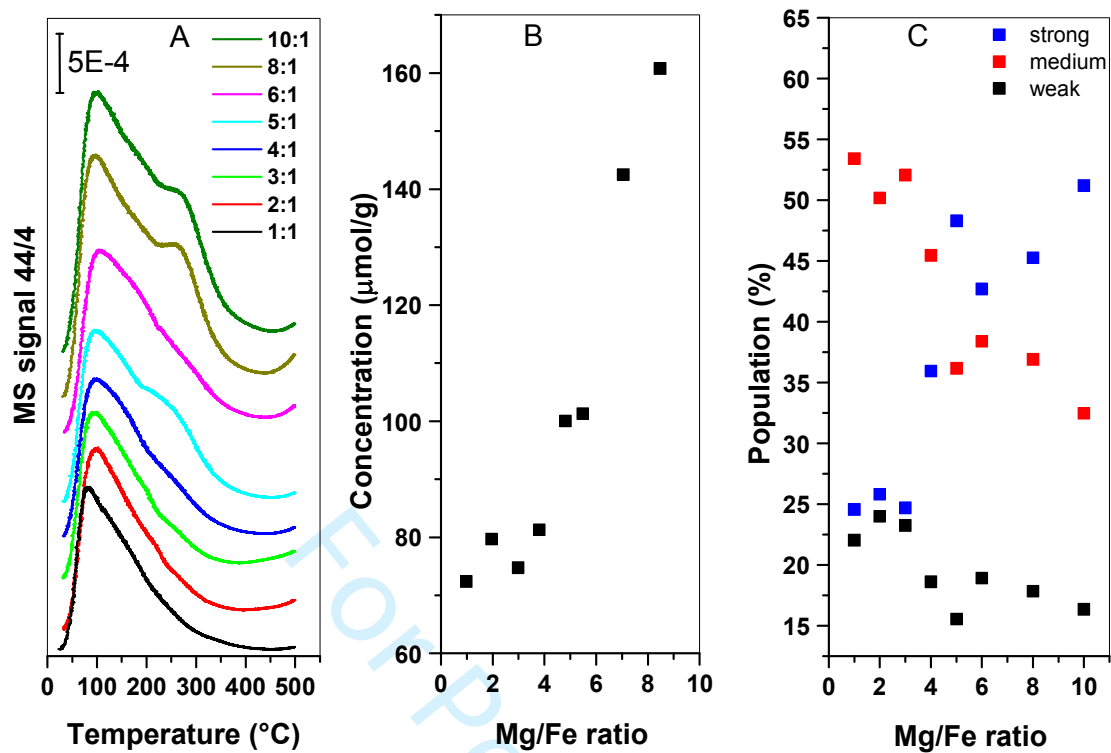 A
5E-4
10:1
8:1
6:1
5:1
4:1
3:1
2:1
1:1
MS signal 44/4
0 100 200 300 400 500
Temperature (°C)
B
160
140
120
100
80
60
Concentration (μmol/g)
0 2 4 6 8 10
Mg/Fe ratio
C
strong
medium
weak
65
60
55
50
45
40
35
30
25
20
15
Population (%)
0 2 4 6 8 10
Mg/Fe ratio
For